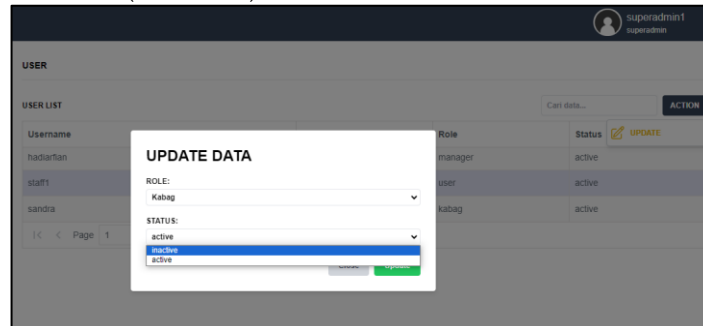 superadmin1
superadmin
USER
USER LIST
Cari data...
ACTION
Username
Role
Status
UPDATE
hadiarfian
manager
active
staff1
user
active
sandra
kabag
active
Page 1
UPDATE DATA
ROLE:
Kabag
STATUS:
active
inactive
active
Close
Update